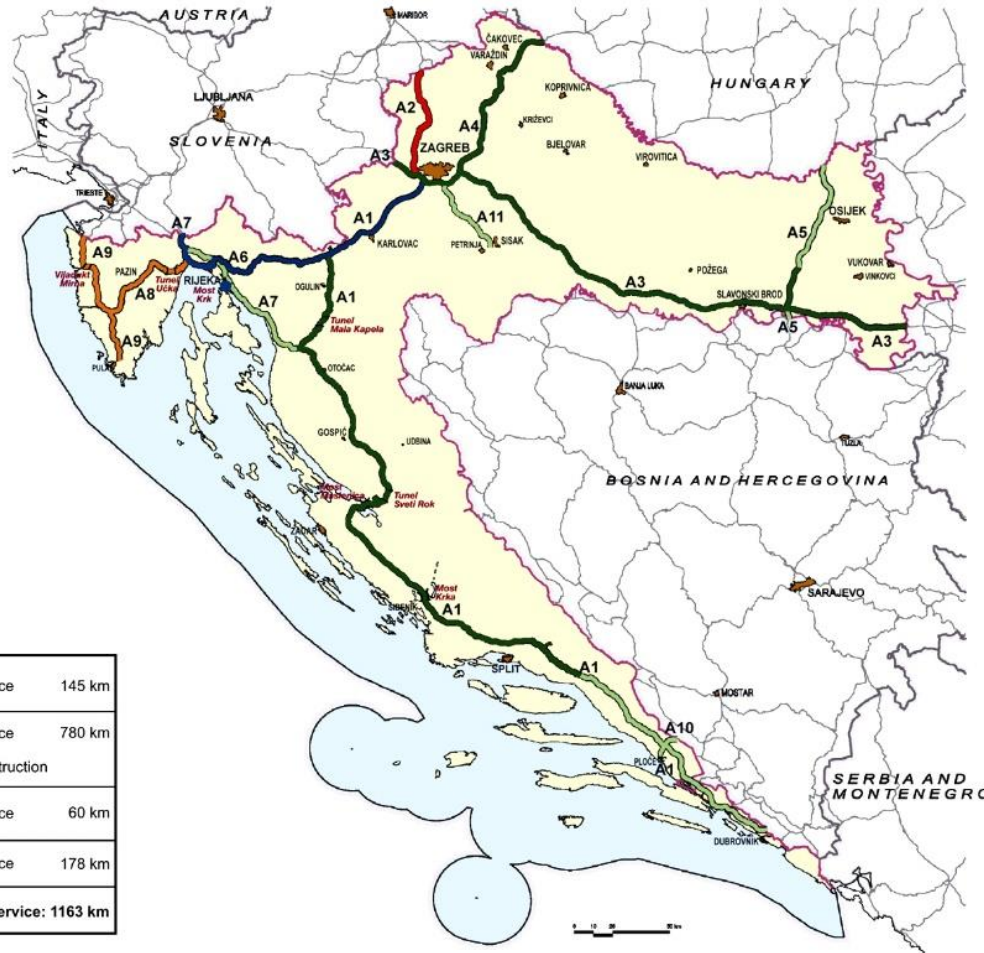 AUSTRIA
MARIBOR
ČAKOVEC
VARAŽDIN
HUNGARY
ITALY
LJUBLJANA
SLOVENIA
A2
A4
KOPRIVNICA
KRIŽEVCI
BJELOVAR
A3
ZAGREB
VIROVITICA
TRIESTE
A7
A1
A11
SISAK
PETRINJA
KARLOVAC
OSIJEK
A5
A9
A6
Vijadukt
Mirna
PAZIN
Tunel
Učka
RIJEKA
Most
Krk
A8
A7
OGULIN
A1
Tunel
Mala Kapela
POŽEGA
A3
SLAVONSKI BROD
VUKOVAR
VINKOVCI
A5
A3
A9
PULA
OTOČAC
BANJA LUKA
TUZLA
GOSPIĆ
UDBINA
BOSNIA AND HERCEGOVINA
Most
Maslenica
Tunel
Sveti Rok
ZADAR
Most
Krka
ŠIBENIK
A1
SARAJEVO
SPLIT
A1
MOSTAR
A10
PLOČE
A1
SERBIA AND
MONTENEGRO
DUBROVNIK
ce 145 km
ce 780 km
truction
ce 60 km
ce 178 km
ervice: 1163 km